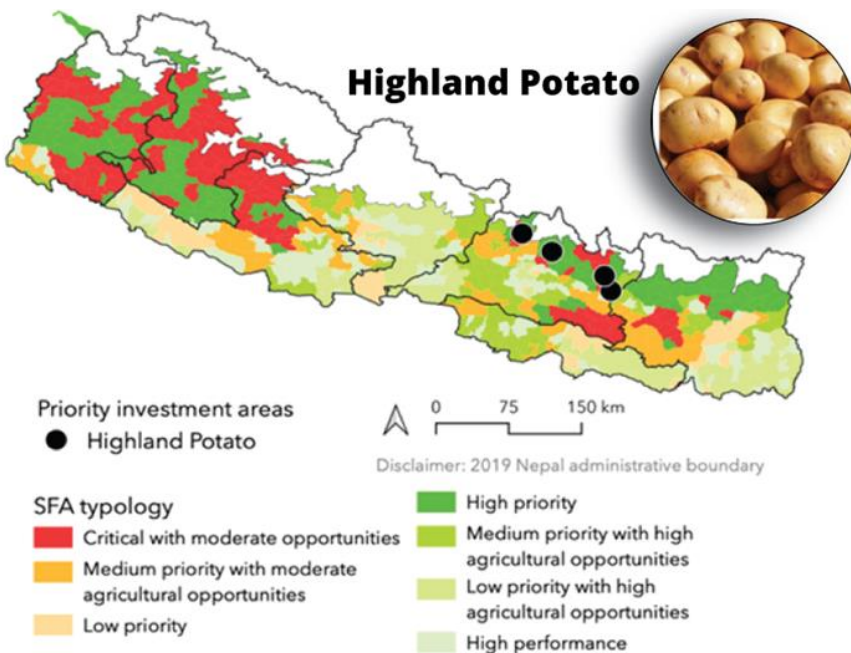 Highland Potato
Priority investment areas
Highland Potato
0 75 150 km
Disclaimer: 2019 Nepal administrative boundary
SFA typology
Critical with moderate opportunities
Medium priority with moderate
agricultural opportunities
Low priority
High priority
Medium priority with high
agricultural opportunities
Low priority with high
agricultural opportunities
High performance